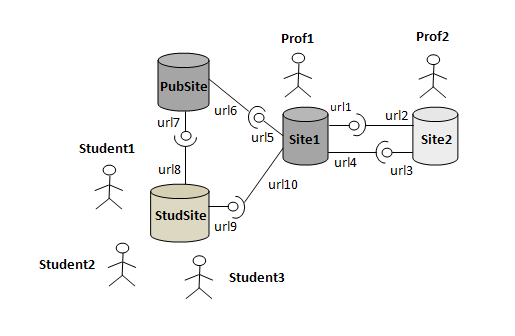 Prof1
Prof2
PubSite
url6
url7
url1
url2
url5
Site1
Site2
Student1
url8
url4
url3
url10
StudSite
url9
Student2
Student3